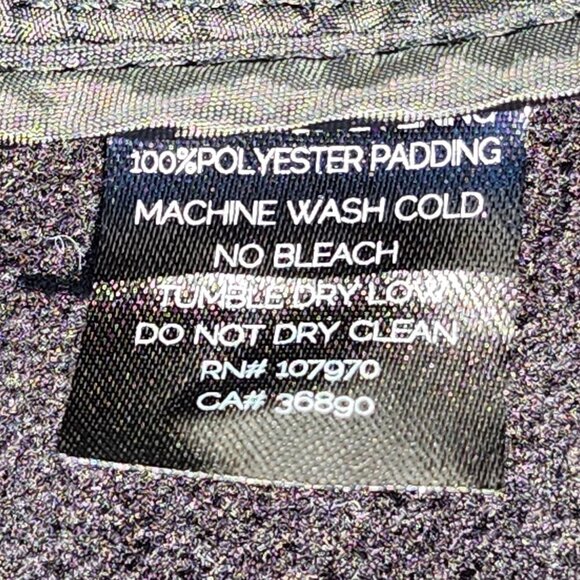 100%POLYESTER PADDING
MACHINE WASH COLD.
NO BLEACH
TUMBLE DRY LOW
DO NOT DRY CLEAN
RN# 107970
CA# 36890